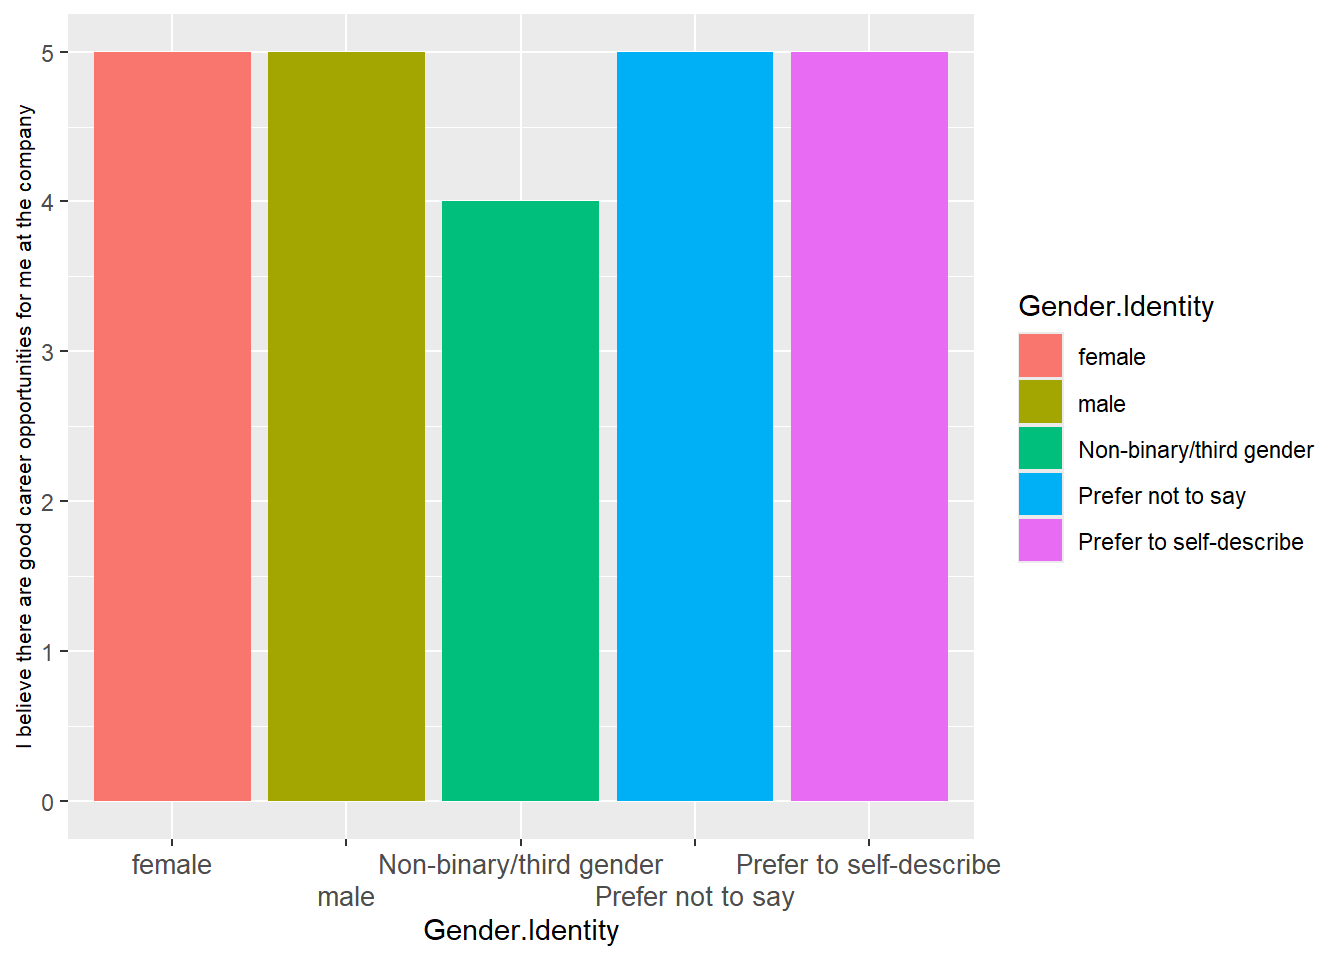 I believe there are good career opportunities for me at the company
5
4
3
2
1
0
female
male
Non-binary/third gender
Prefer not to say
Prefer to self-describe
Gender.Identity
Gender.Identity
female
male
Non-binary/third gender
Prefer not to say
Prefer to self-describe